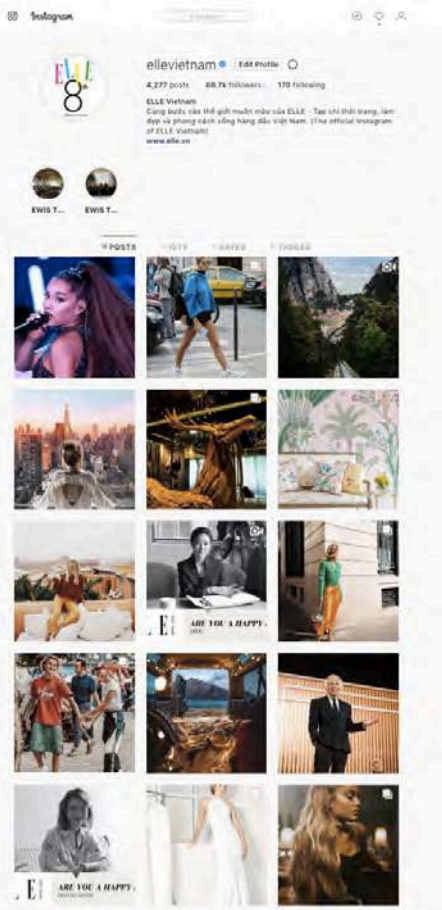 Instagram
ELLE
8
ellevietnam Edit Profile
4,277 posts 68.7k followers 170 following
ELLE Vietnam
Cùng bước vào thế giới muôn màu của ELLE - Tạp chí thời trang, làm
đẹp và phong cách sống hàng đầu Việt Nam. (The official Instagram
of ELLE Vietnam)
www.elle.vn
EWIS T... EWIS T...
POSTS IGTV SAVED TAGGED
E ARE YOU A HAPPY
E ARE YOU A HAPPY